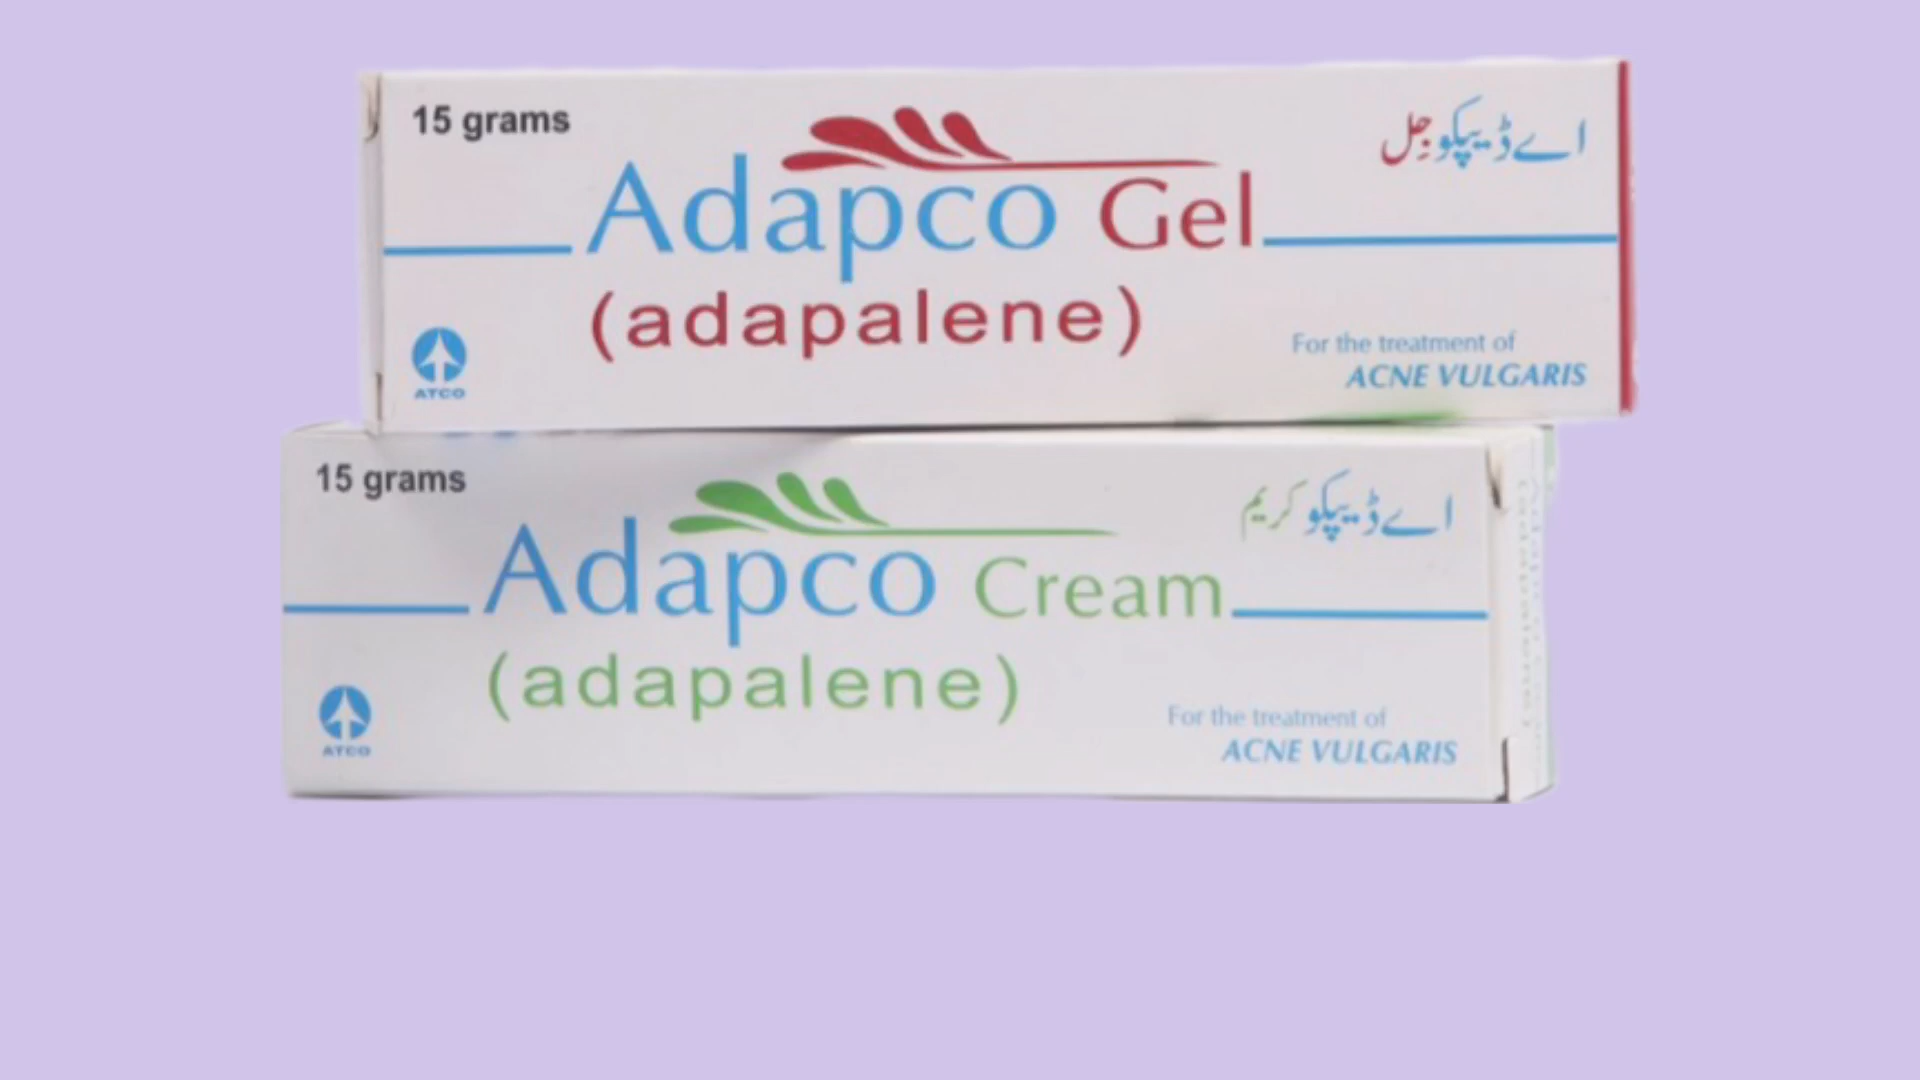 15 grams
اے ڈیپکو جِل
Adapco Gel
(adapalene)
For the treatment of
ACNE VULGARIS
ATCO
15 grams
اے ڈیپکو کریم
Adapco Cream
(adapalene)
For the treatment of
ACNE VULGARIS
ATCO